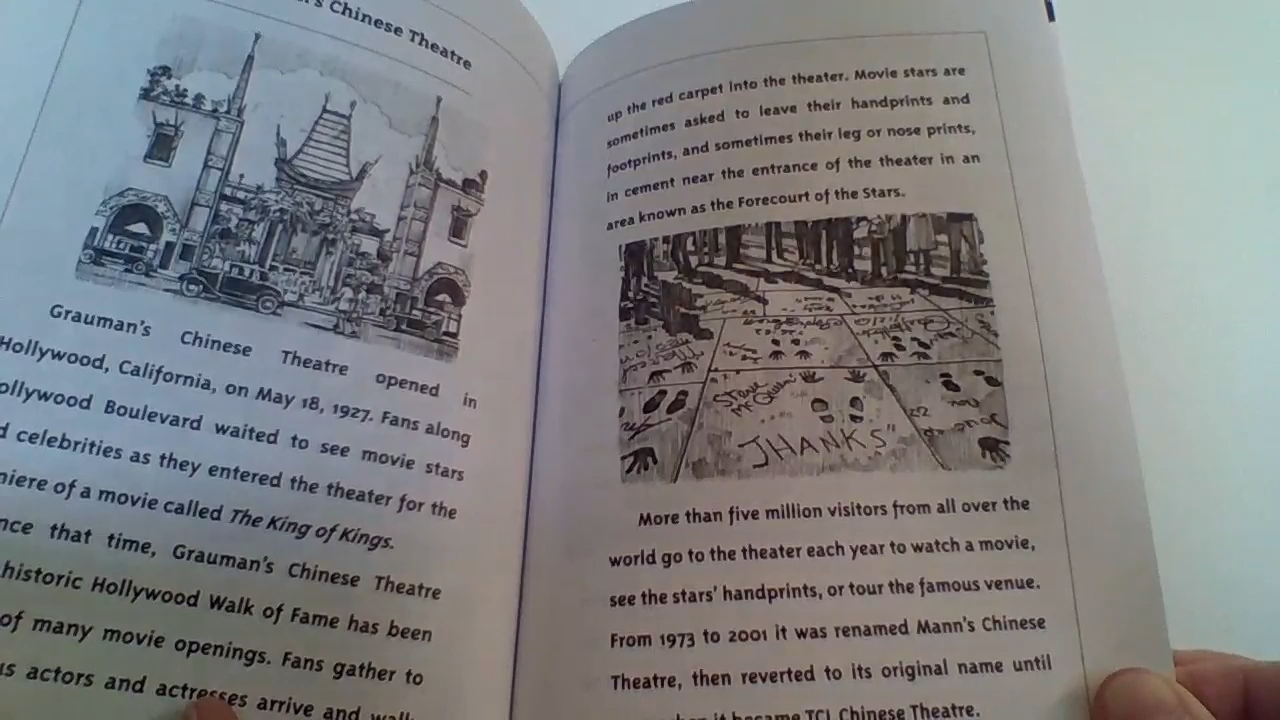 's Chinese Theatre
Grauman's Chinese Theatre opened in
Hollywood, California, on May 18, 1927. Fans along
ollywood Boulevard waited to see movie stars
d celebrities as they entered the theater for the
niere of a movie called The King of Kings.
nce that time, Grauman's Chinese Theatre
historic Hollywood Walk of Fame has been
of many movie openings. Fans gather to
us actors and actresses arrive and walk
up the red carpet into the theater. Movie stars are
sometimes asked to leave their handprints and
footprints, and sometimes their leg or nose prints,
in cement near the entrance of the theater in an
area known as the Forecourt of the Stars.
Steve
McQueen
THANKS
More than five million visitors from all over the
world go to the theater each year to watch a movie,
see the stars' handprints, or tour the famous venue.
From 1973 to 2001 it was renamed Mann's Chinese
Theatre, then reverted to its original name until
it became TCL Chinese Theatre.